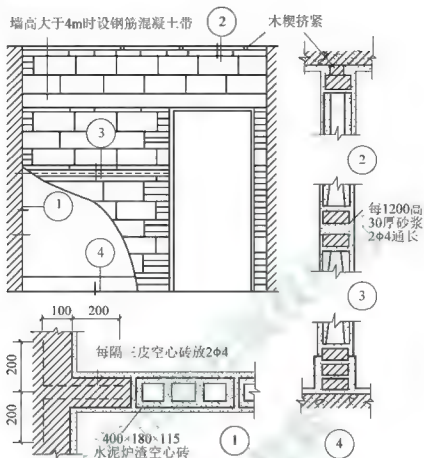 墙高大于4m时设钢筋混凝土带
2
木楔挤紧
3
1
4
2
每1200高
30厚砂浆
2Φ4通长
3
100 200
200
200
每隔三皮空心砖放2Φ4
400×180×115
水泥炉渣空心砖
1
4